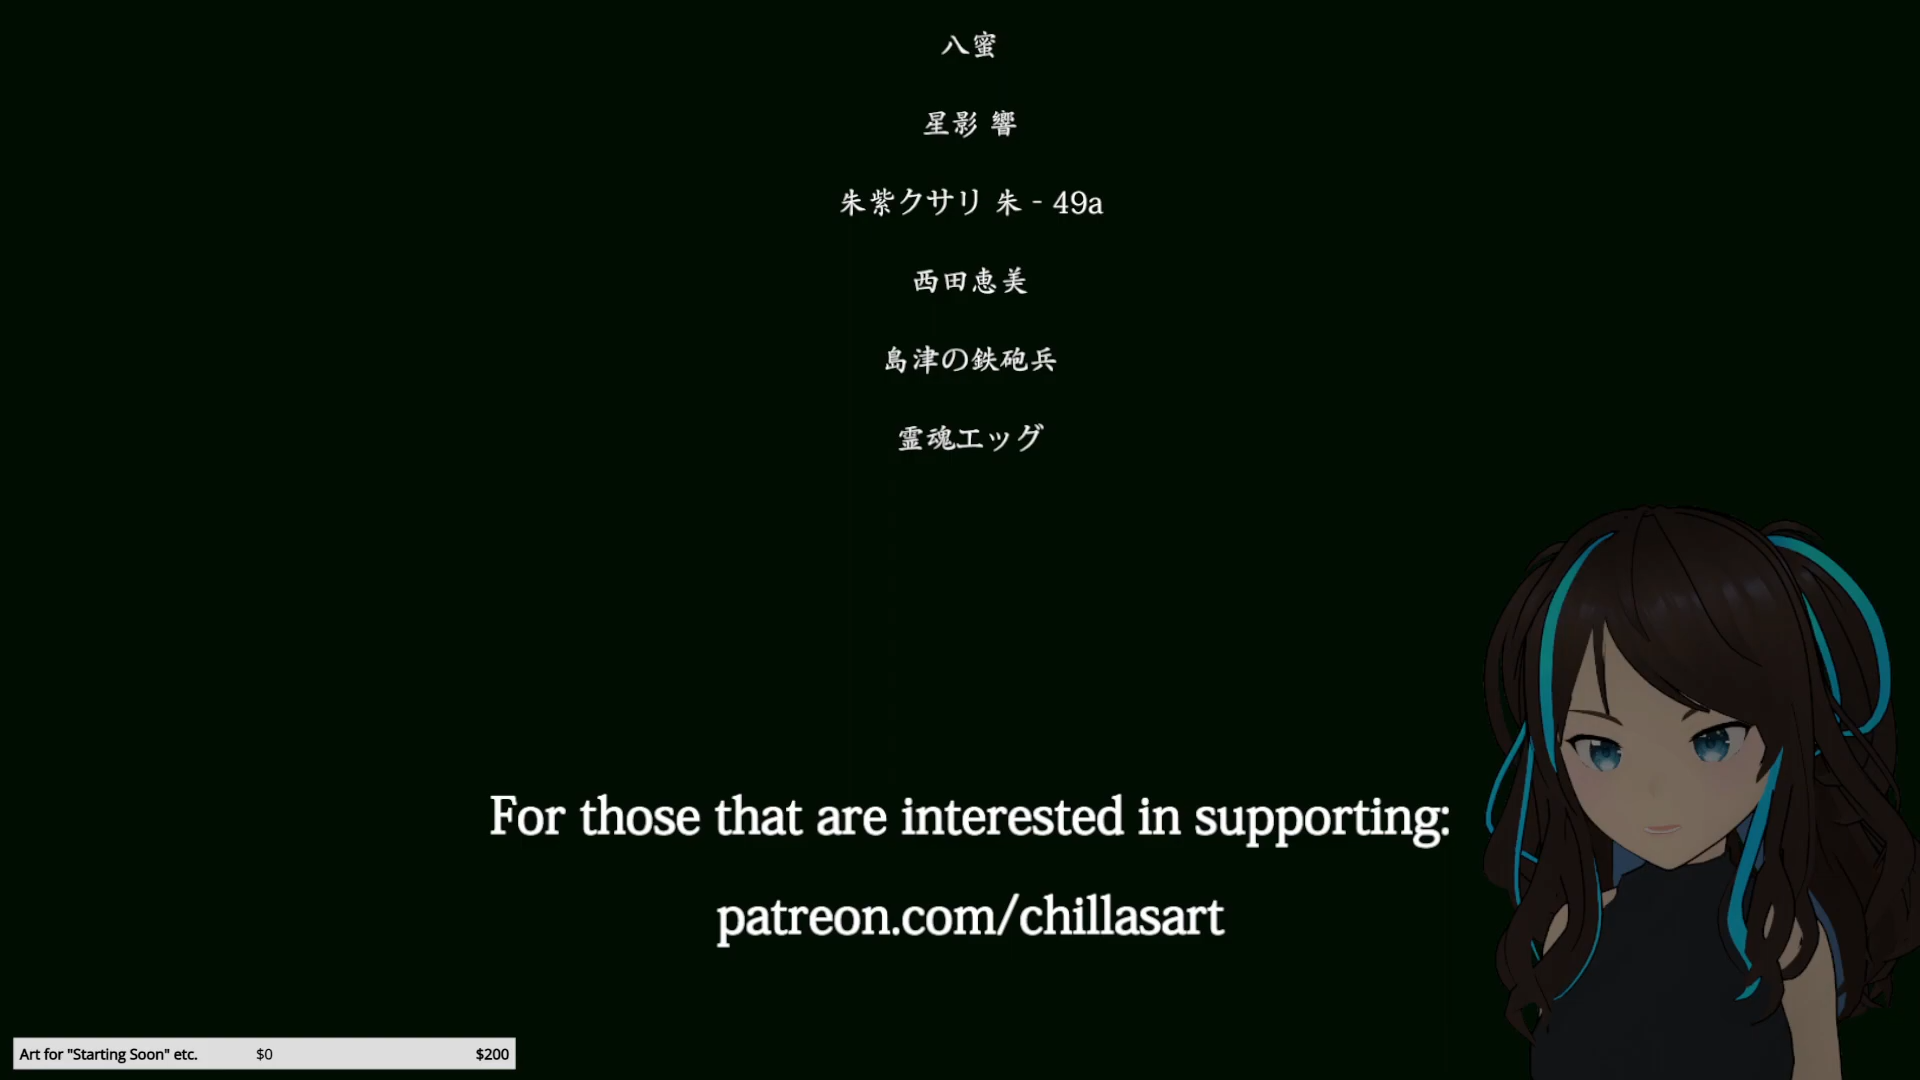 八蜜
星影 響
朱紫クサリ 朱 - 49a
西田恵美
島津の鉄砲兵
霊魂エッグ
For those that are interested in supporting:
patreon.com/chillasart
Art for "Starting Soon" etc. $0 $200